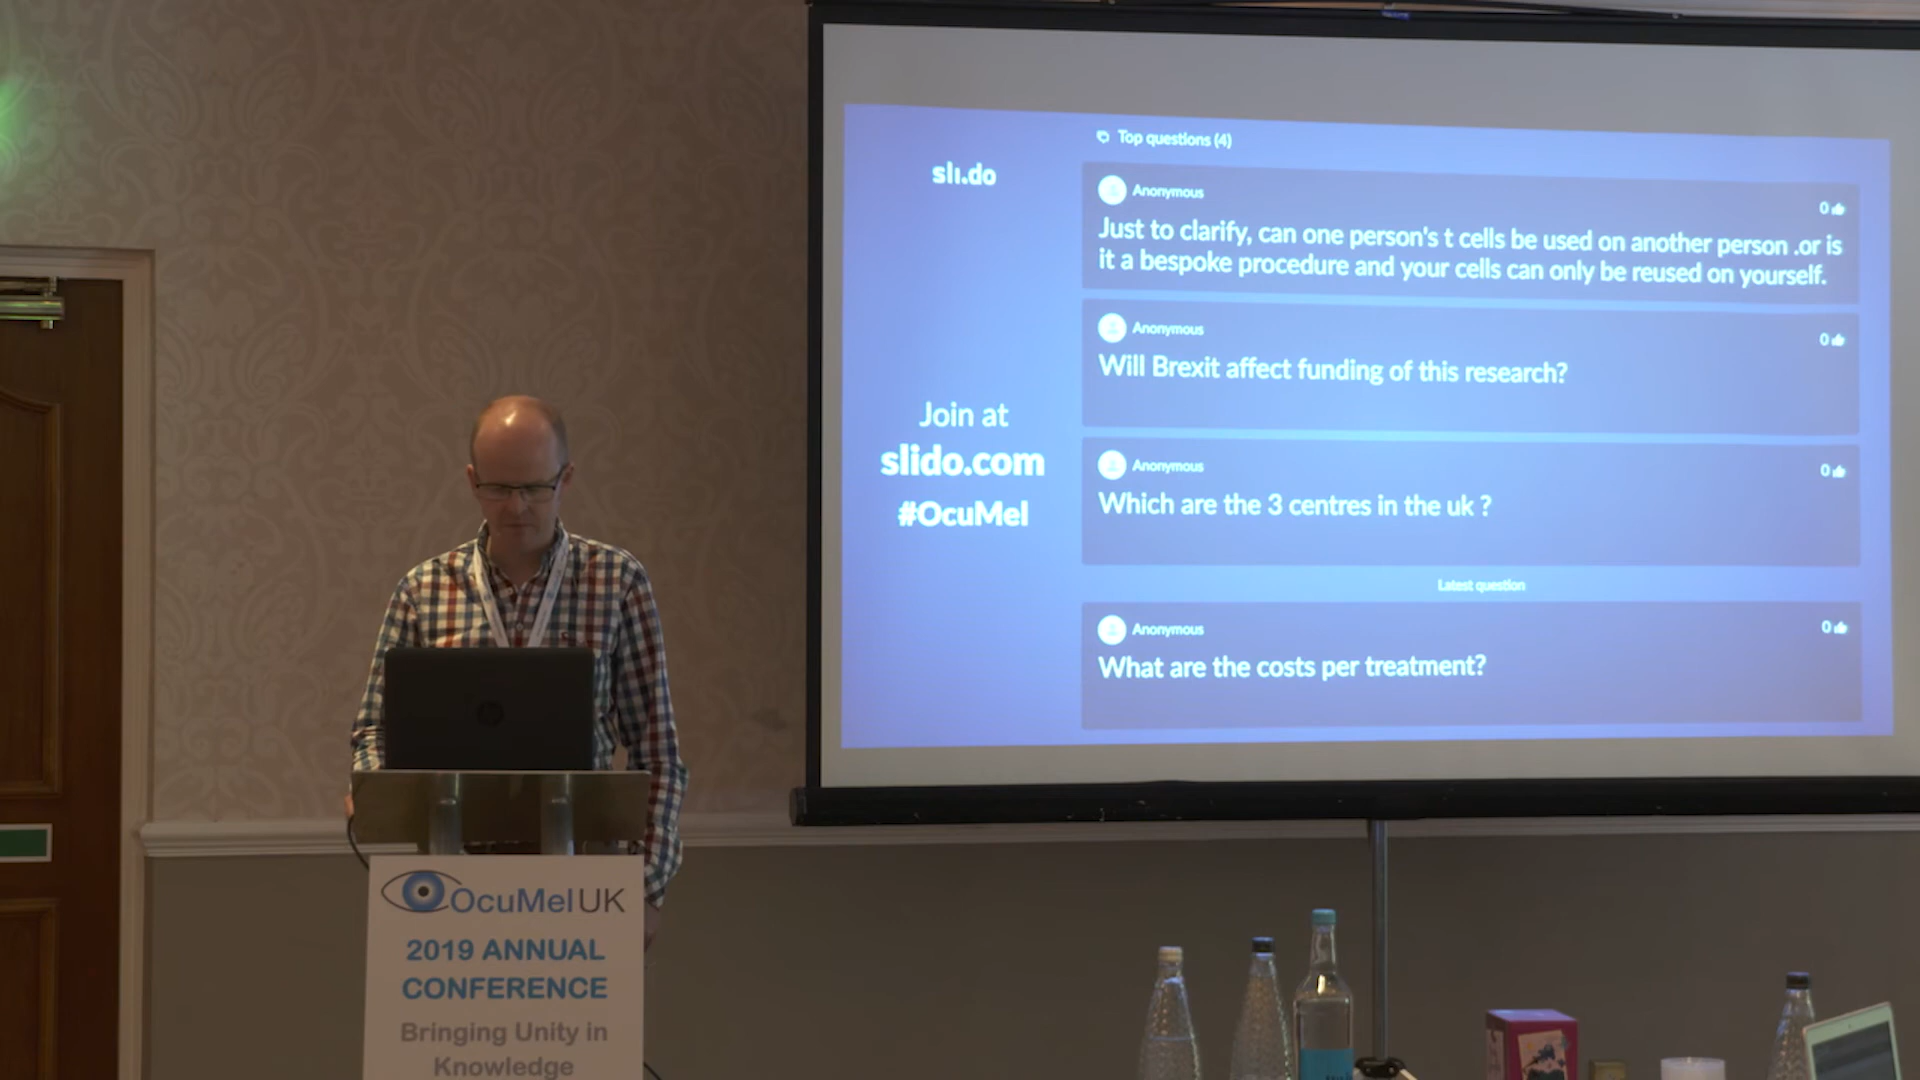 Top questions (4)
sli.do
Anonymous
0
Just to clarify, can one person's t cells be used on another person .or is
it a bespoke procedure and your cells can only be reused on yourself.
Anonymous
0
Will Brexit affect funding of this research?
Join at
slido.com
#OcuMel
Anonymous
0
Which are the 3 centres in the uk ?
Latest question
Anonymous
0
What are the costs per treatment?
OcuMelUK
2019 ANNUAL
CONFERENCE
Bringing Unity in
Knowledge